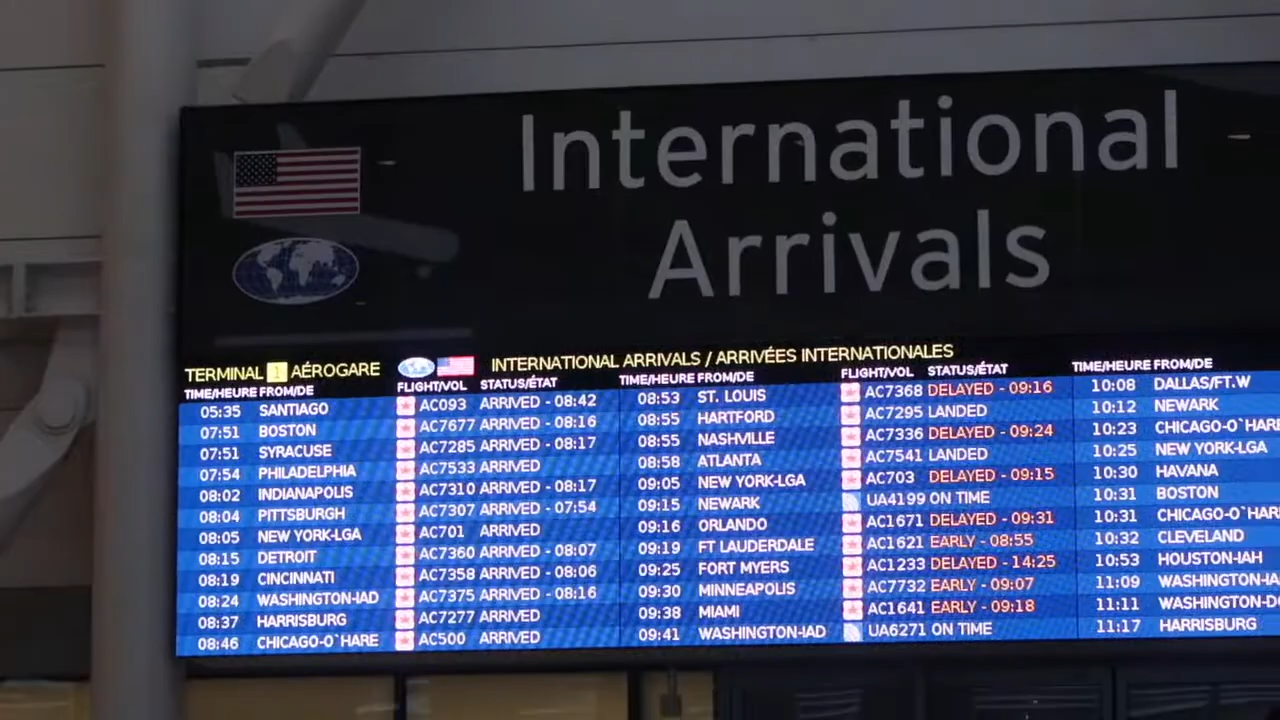 International
Arrivals
TERMINAL 1 AÉROGARE INTERNATIONAL ARRIVALS / ARRIVÉES INTERNATIONALES
TIME/HEURE FROM/DE FLIGHT/VOL STATUS/ÉTAT TIME/HEURE FROM/DE FLIGHT/VOL STATUS/ÉTAT TIME/HEURE FROM/DE
05:35 SANTIAGO AC093 ARRIVED - 08:42 08:53 ST. LOUIS AC7368 DELAYED - 09:16 10:08 DALLAS/FT.W
07:51 BOSTON AC7677 ARRIVED - 08:16 08:55 HARTFORD AC7295 LANDED 10:12 NEWARK
07:51 SYRACUSE AC7285 ARRIVED - 08:17 08:55 NASHVILLE AC7336 DELAYED - 09:24 10:23 CHICAGO-O`HARE
07:54 PHILADELPHIA AC7533 ARRIVED 08:58 ATLANTA AC7541 LANDED 10:25 NEW YORK-LGA
08:02 INDIANAPOLIS AC7310 ARRIVED - 08:17 09:05 NEW YORK-LGA AC703 DELAYED - 09:15 10:30 HAVANA
08:04 PITTSBURGH AC7307 ARRIVED - 07:54 09:15 NEWARK UA4199 ON TIME 10:31 BOSTON
08:05 NEW YORK-LGA AC701 ARRIVED 09:16 ORLANDO AC1671 DELAYED - 09:31 10:31 CHICAGO-O`HAR
08:15 DETROIT AC7360 ARRIVED - 08:07 09:19 FT LAUDERDALE AC1621 EARLY - 08:55 10:32 CLEVELAND
08:19 CINCINNATI AC7358 ARRIVED - 08:06 09:25 FORT MYERS AC1233 DELAYED - 14:25 10:53 HOUSTON-IAH
08:24 WASHINGTON-IAD AC7375 ARRIVED - 08:16 09:30 MINNEAPOLIS AC7732 EARLY - 09:07 11:09 WASHINGTON-IA
08:37 HARRISBURG AC7277 ARRIVED 09:38 MIAMI AC1641 EARLY - 09:18 11:11 WASHINGTON-D
08:46 CHICAGO-O`HARE AC500 ARRIVED 09:41 WASHINGTON-IAD UA6271 ON TIME 11:17 HARRISBURG